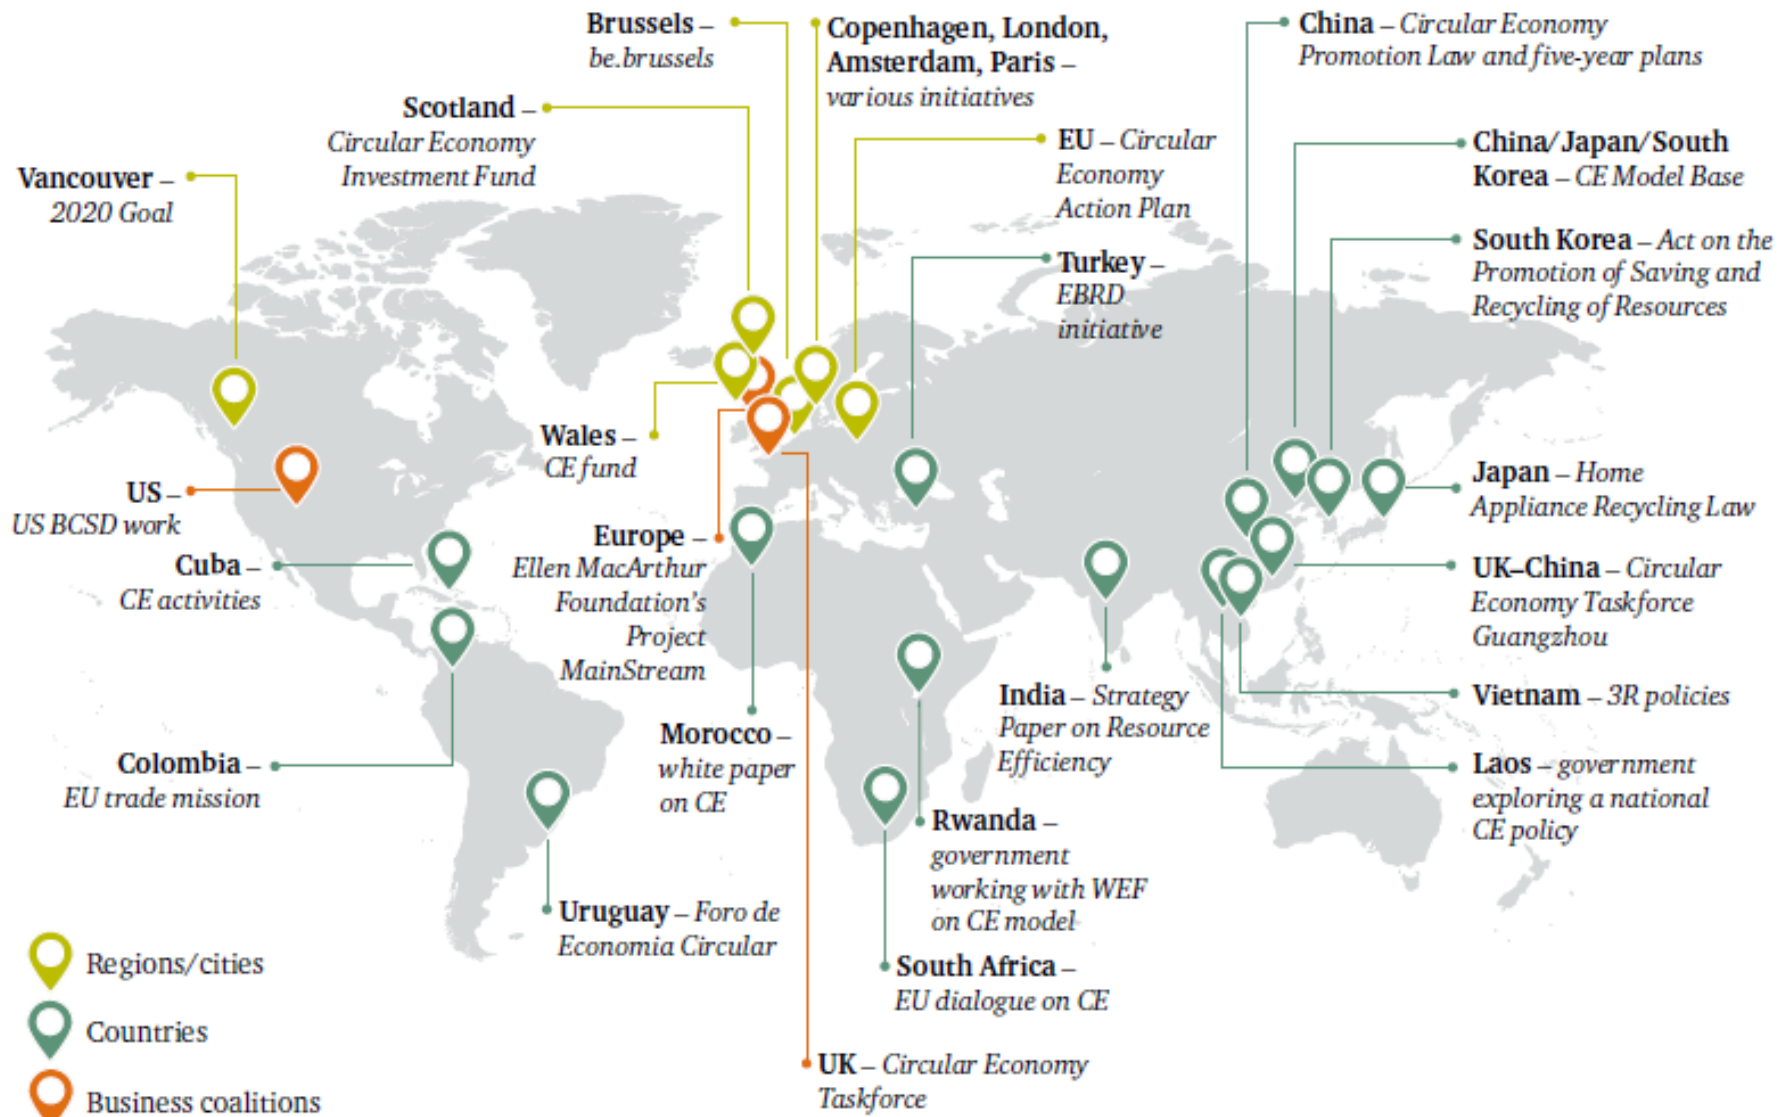 Brussels –
be.brussels
Copenhagen, London,
Amsterdam, Paris –
various initiatives
China – Circular Economy
Promotion Law and five-year plans
Scotland –
Circular Economy
Investment Fund
EU – Circular
Economy
Action Plan
China/Japan/South
Korea – CE Model Base
Vancouver –
2020 Goal
South Korea – Act on the
Promotion of Saving and
Recycling of Resources
Turkey –
EBRD
initiative
Wales –
CE fund
US –
US BCSD work
Japan – Home
Appliance Recycling Law
Europe –
Ellen MacArthur
Foundation's
Project
MainStream
Cuba –
CE activities
UK–China – Circular
Economy Taskforce
Guangzhou
India – Strategy
Paper on Resource
Efficiency
Vietnam – 3R policies
Morocco –
white paper
on CE
Colombia –
EU trade mission
Laos – government
exploring a national
CE policy
Rwanda –
government
working with WEF
on CE model
Uruguay – Foro de
Economia Circular
South Africa –
EU dialogue on CE
UK – Circular Economy
Taskforce
Regions/cities
Countries
Business coalitions